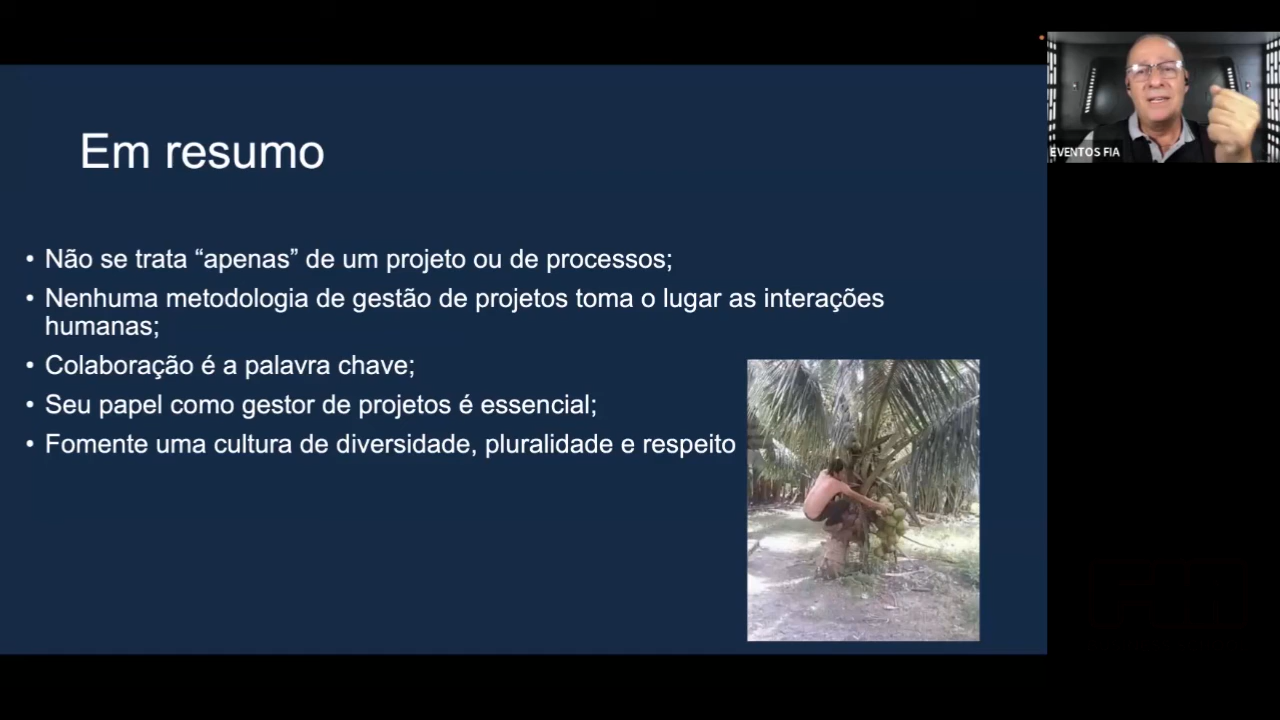 Em resumo
• Não se trata “apenas” de um projeto ou de processos;
• Nenhuma metodologia de gestão de projetos toma o lugar as interações
humanas;
• Colaboração é a palavra chave;
• Seu papel como gestor de projetos é essencial;
• Fomente uma cultura de diversidade, pluralidade e respeito
EVENTOS FIA